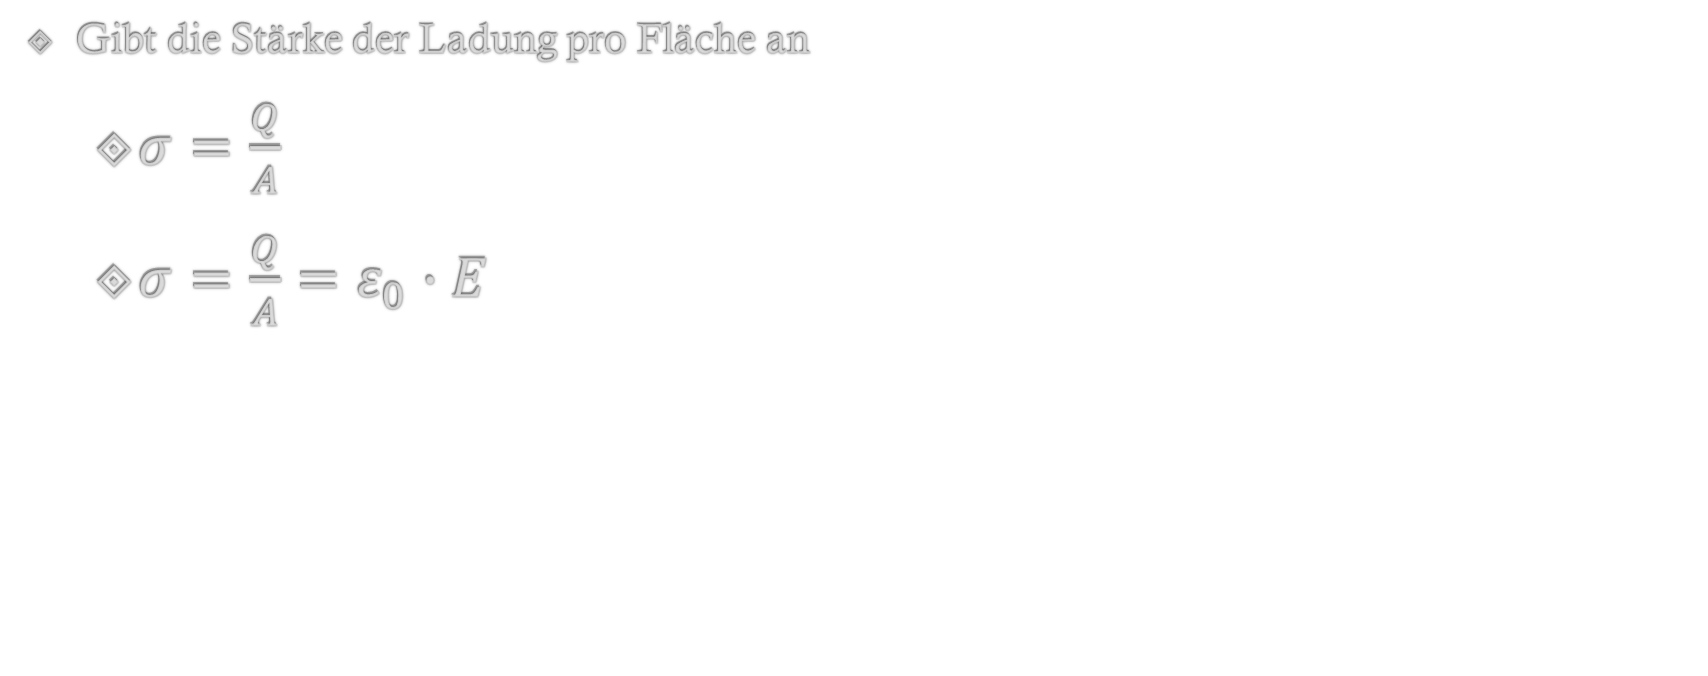 Gibt die Stärke der Ladung pro Fläche an
σ = Q/A
σ = Q/A = ε₀ · E